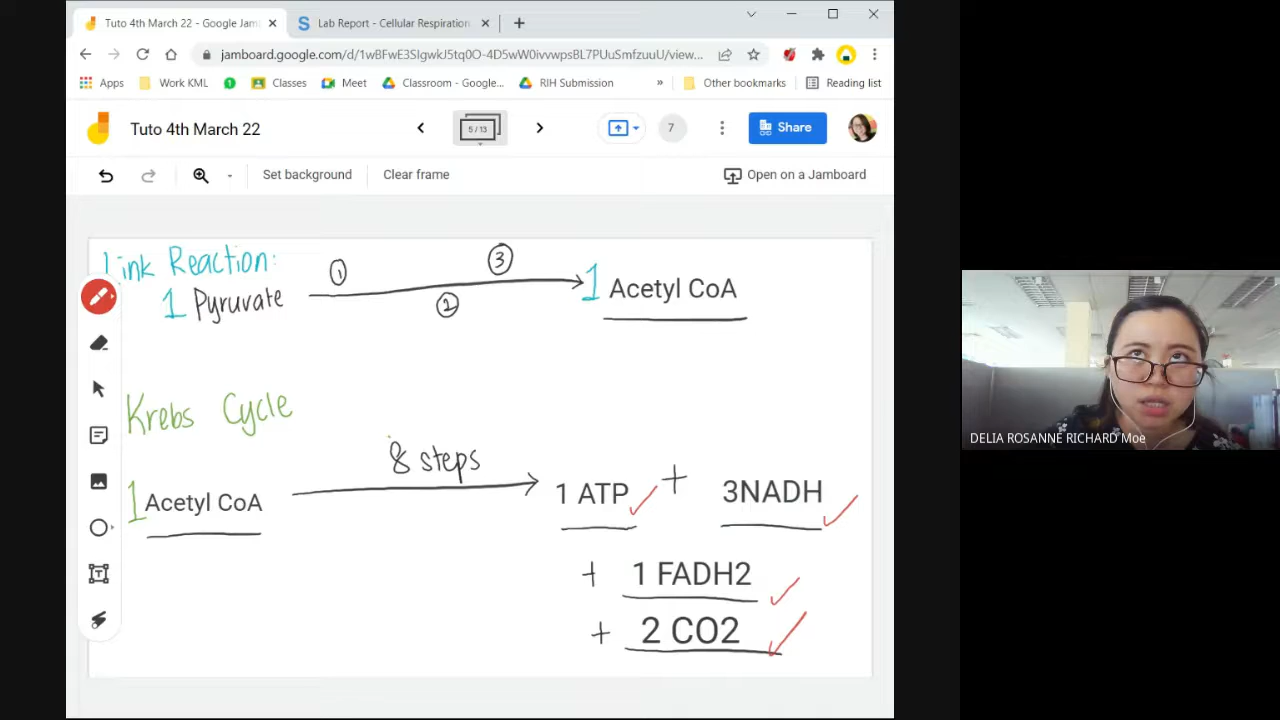 Tuto 4th March 22 - Google Jam
Lab Report - Cellular Respiration
jamboard.google.com/d/1wBFwE3SIgwkJ5tq0O-4D5wW0ivvwpsBL7PUuSmfzuuU/view...
Apps Work KML 1 Classes Meet Classroom - Google... RIH Submission » Other bookmarks Reading list
Tuto 4th March 22
5 / 13
7
Share
Set background
Clear frame
Open on a Jamboard
Link Reaction:
1 Pyruvate
1
2
3
1 Acetyl CoA
Krebs Cycle
1 Acetyl CoA
8 steps
1 ATP + 3NADH
+ 1 FADH2
+ 2 CO2
DELIA ROSANNE RICHARD Moe